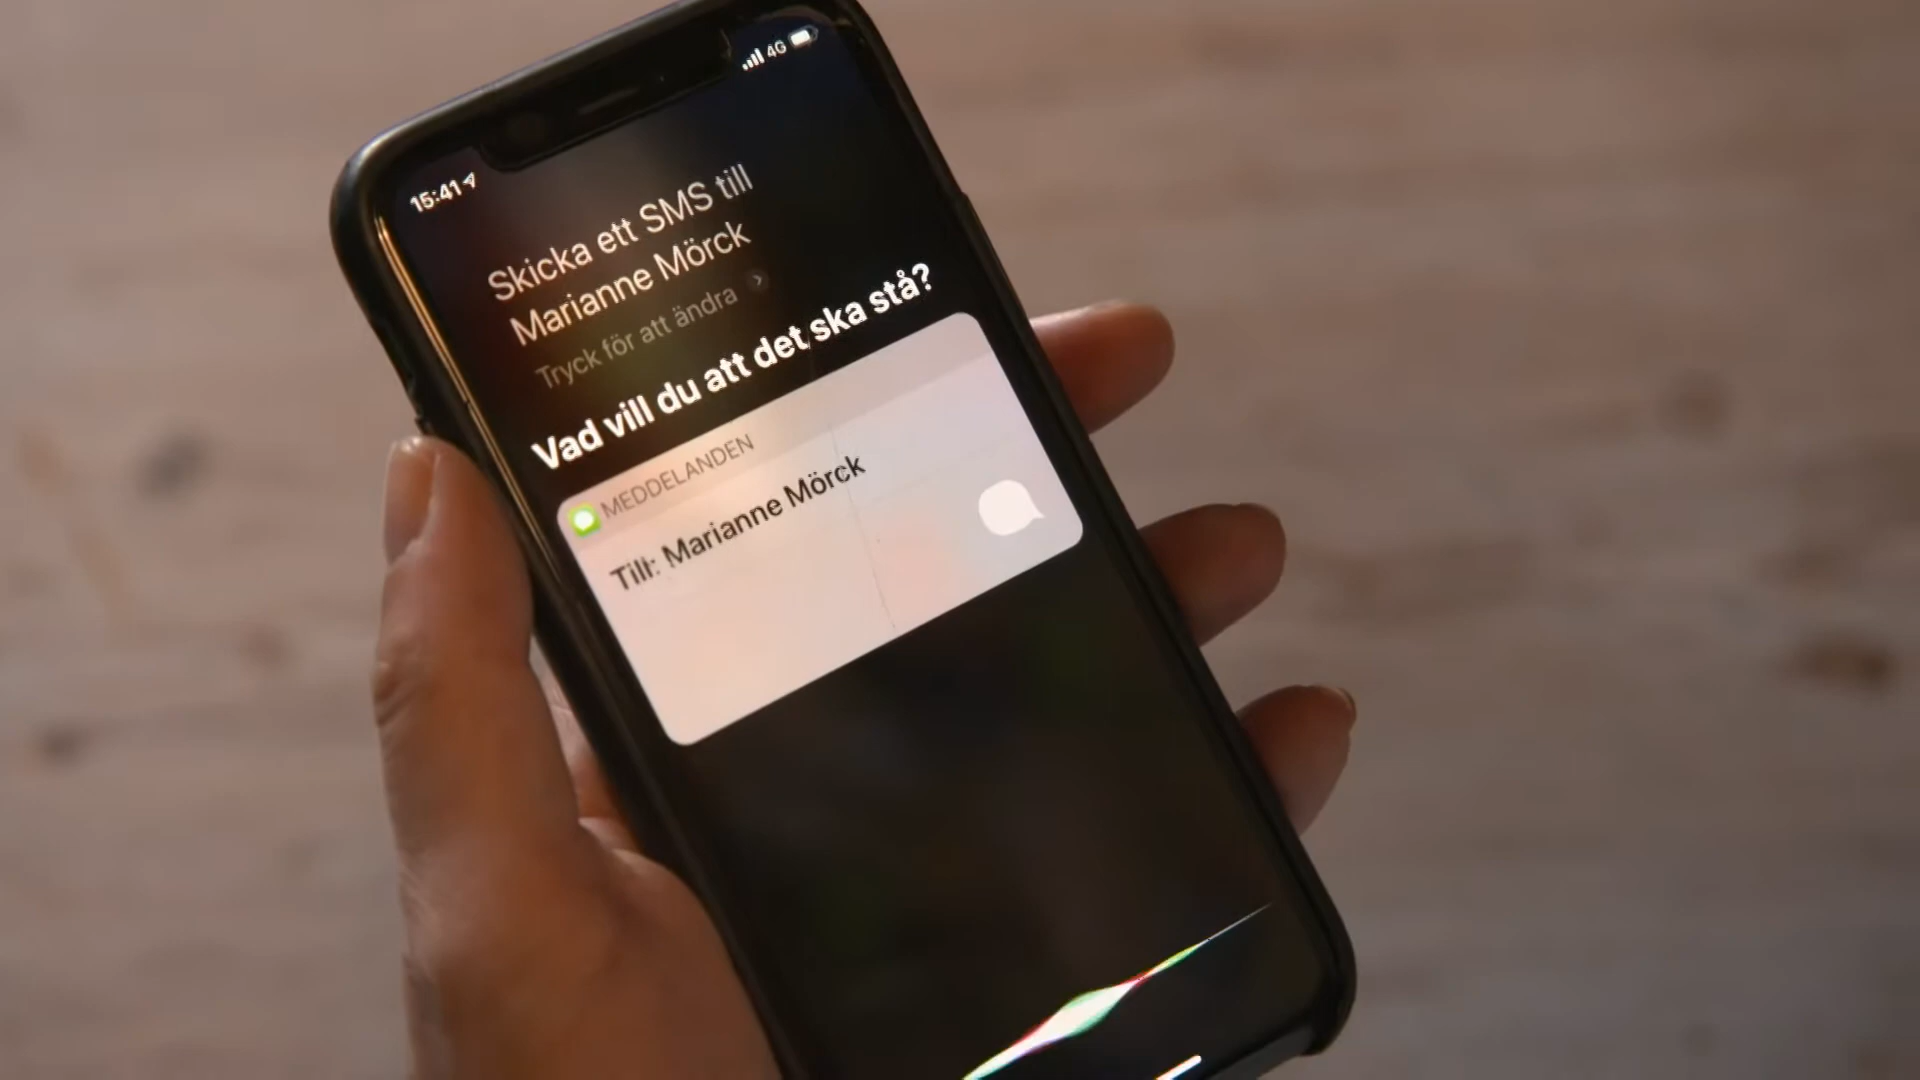 15:41
4G
Skicka ett SMS till
Marianne Mörck
Tryck för att ändra
Vad vill du att det ska stå?
MEDDELANDEN
Till: Marianne Mörck